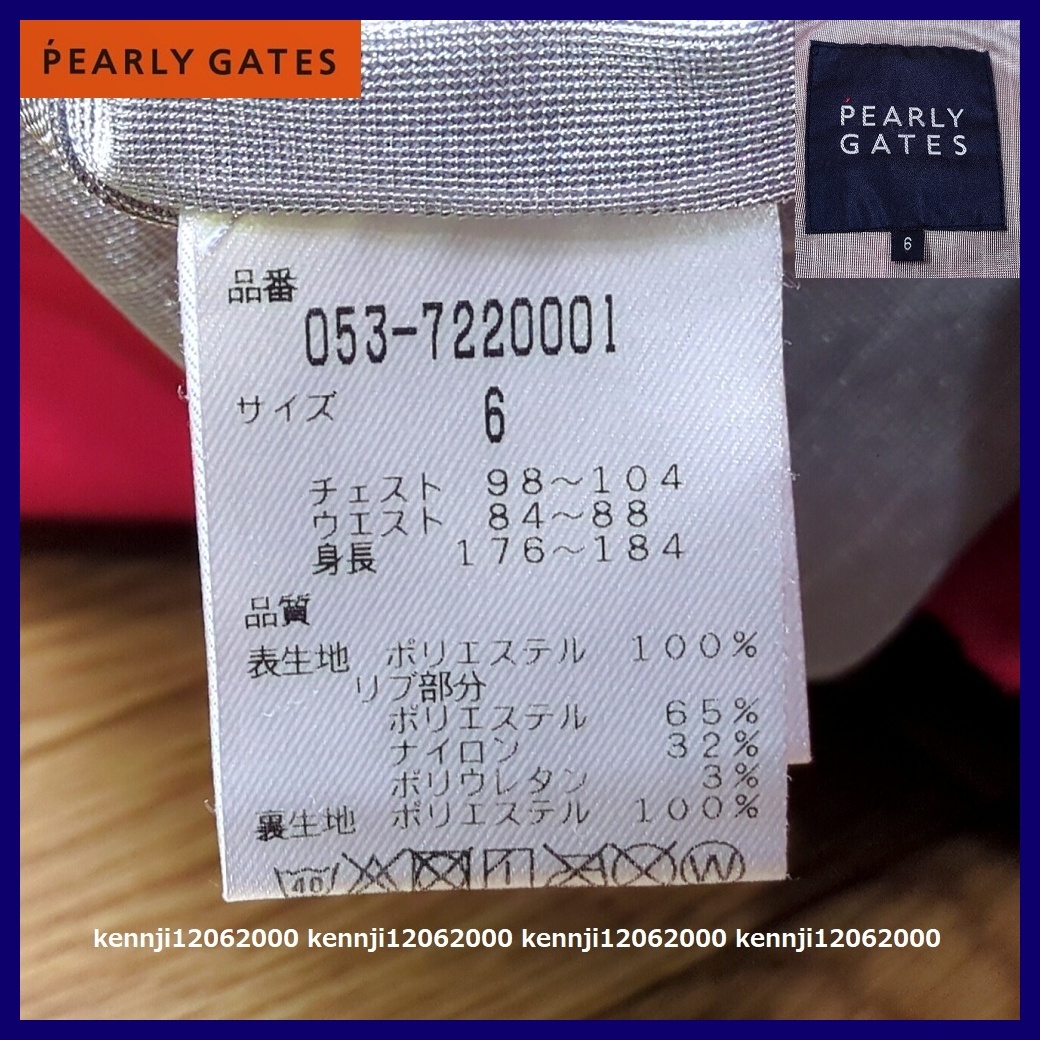 PEARLY GATES
PEARLY
GATES
6
品番
053-7220001
サイズ 6
チェスト 98～104
ウエスト 84～88
身長 176～184
品質
表生地 ポリエステル 100%
リブ部分
ポリエステル 65%
ナイロン 32%
ポリウレタン 3%
裏生地 ポリエステル 100%
40
W
kennji12062000 kennji12062000 kennji12062000 kennji12062000